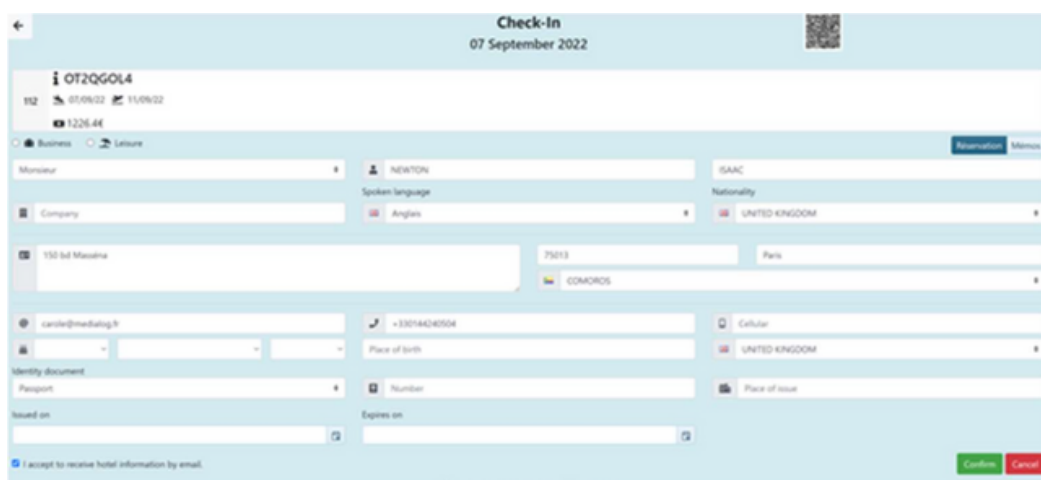 Check-In
07 September 2022
OT2QGOL4
112 07/09/22 11/09/22
1226.4€
Business Leisure
Réservation Mémos
Monsieur NEWTON ISAAC
Spoken language Nationality
Company Anglais UNITED KINGDOM
150 bd Masséna 75013 Paris
COMOROS
carole@medialog.fr +330144240504 Cellular
Place of birth UNITED KINGDOM
Identity document
Passport Number Place of issue
Issued on Expires on
I accept to receive hotel information by email.
Confirm Cancel